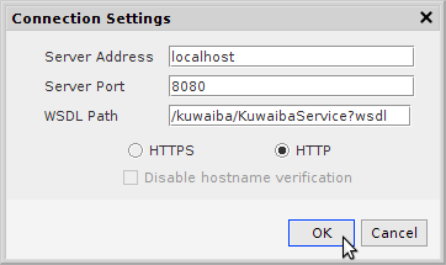 Connection Settings
Server Address localhost
Server Port 8080
WSDL Path /kuwaiba/KuwaibaService?wsdl
HTTPS HTTP
Disable hostname verification
OK Cancel